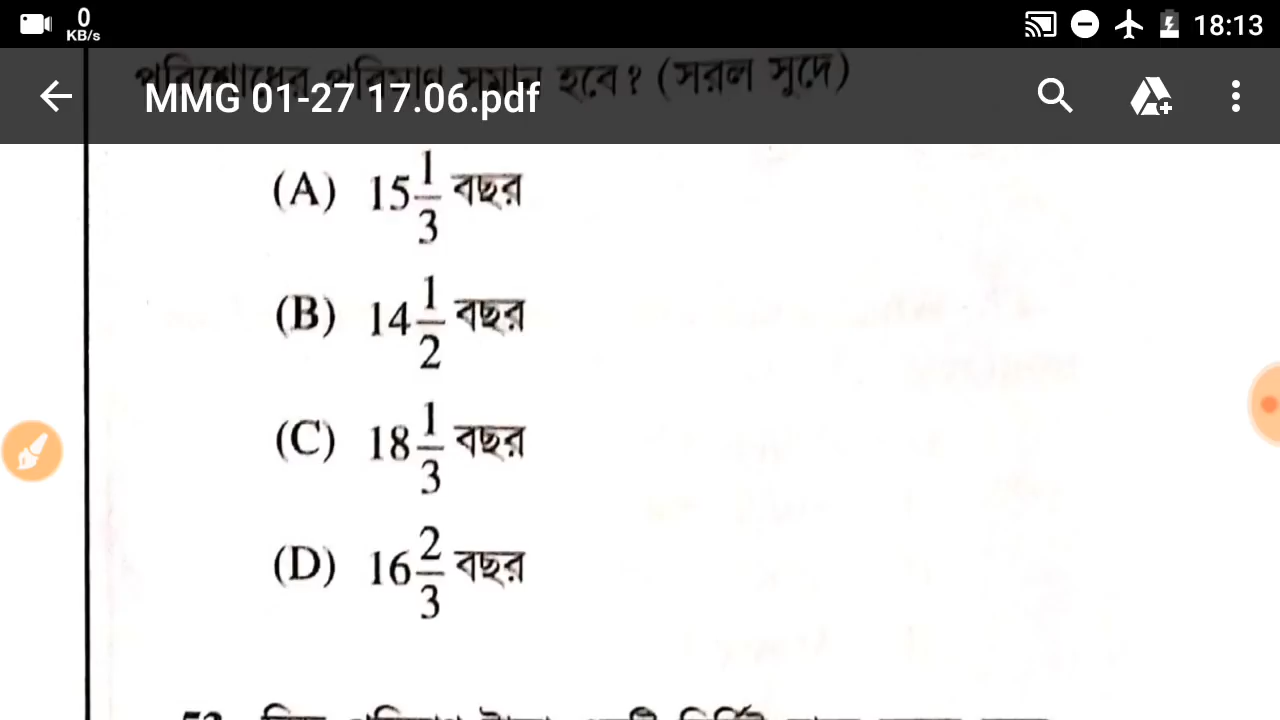 0
KB/s
18:13
পরিশোধের পরিমাণ সমান হবে? (সরল সুদে)
MMG 01-27 17.06.pdf
(A) 15 1/3 বছর
(B) 14 1/2 বছর
(C) 18 1/3 বছর
(D) 16 2/3 বছর